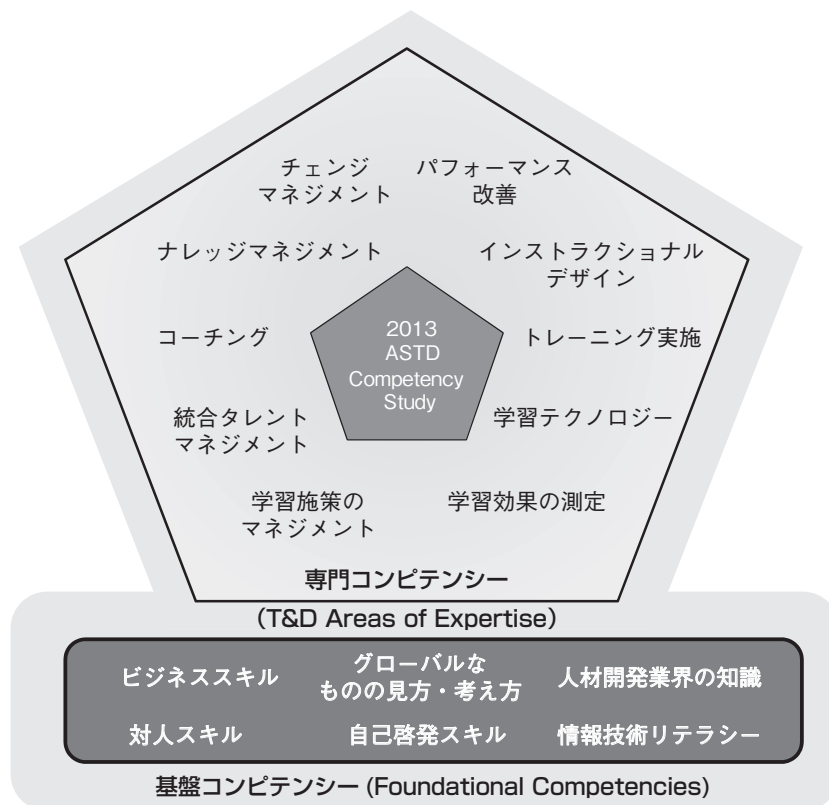 チェンジ
マネジメント
パフォーマンス
改善
ナレッジマネジメント
インストラクショナル
デザイン
コーチング
2013
ASTD
Competency
Study
トレーニング実施
統合タレント
マネジメント
学習テクノロジー
学習施策の
マネジメント
学習効果の測定
専門コンピテンシー
(T&D Areas of Expertise)
ビジネススキル
グローバルな
ものの見方・考え方
人材開発業界の知識
対人スキル
自己啓発スキル
情報技術リテラシー
基盤コンピテンシー (Foundational Competencies)